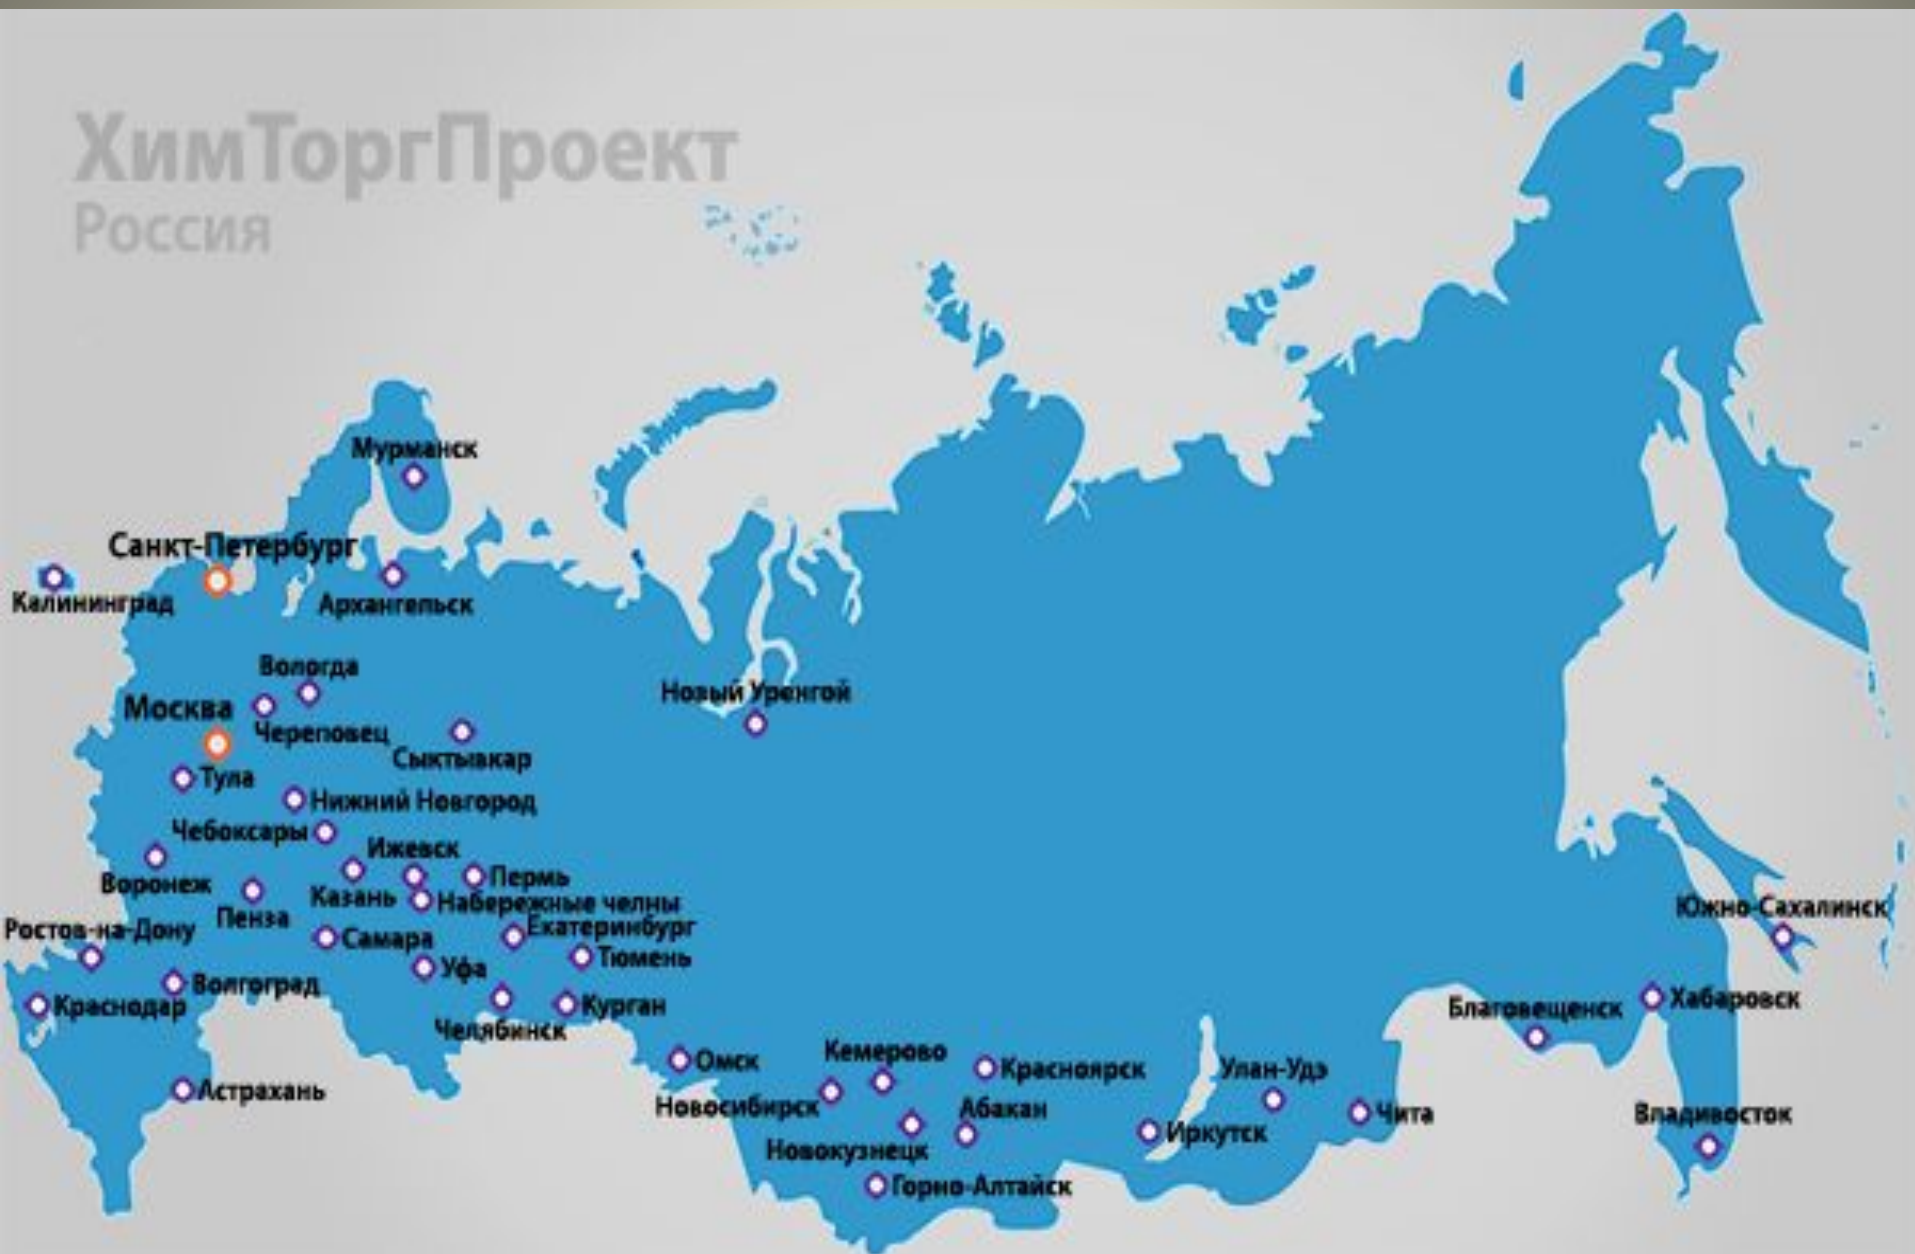 ХимТоргПроект
Россия
Мурманск
Санкт-Петербург
Калининград
Архангельск
Вологда
Москва
Новый Уренгой
Череповец
Сыктывкар
Тула
Нижний Новгород
Чебоксары
Ижевск
Воронеж
Казань
Пермь
Набережные челны
Пенза
Ростов-на-Дону
Екатеринбург
Самара
Тюмень
Уфа
Волгоград
Краснодар
Курган
Челябинск
Южно-Сахалинск
Благовещенск
Хабаровск
Омск
Кемерово
Красноярск
Улан-Удэ
Астрахань
Новосибирск
Абакан
Чита
Владивосток
Иркутск
Новокузнецк
Горно-Алтайск